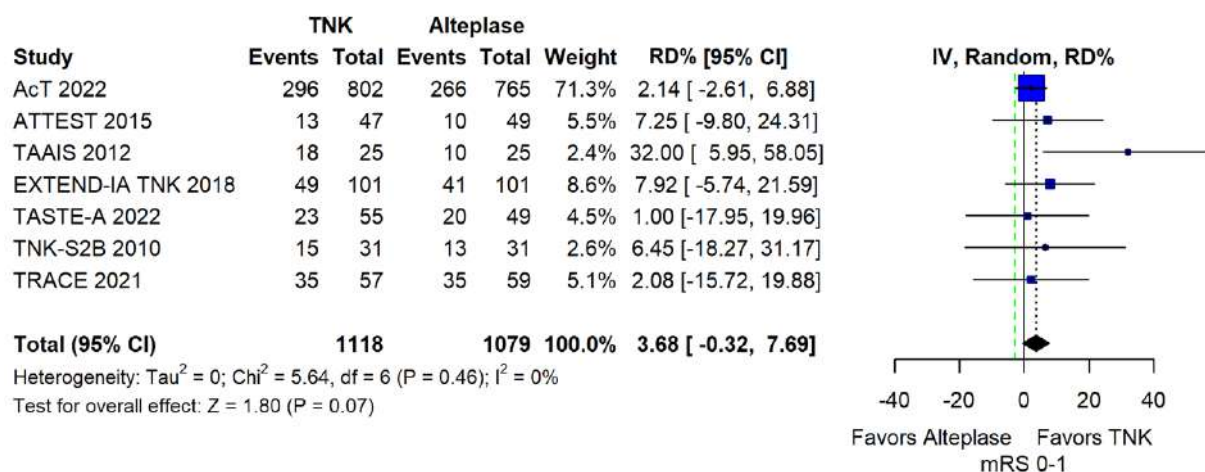 TNK Alteplase
Study Events Total Events Total Weight RD% [95% CI] IV, Random, RD%
AcT 2022 296 802 266 765 71.3% 2.14 [ -2.61, 6.88]
ATTEST 2015 13 47 10 49 5.5% 7.25 [ -9.80, 24.31]
TAAIS 2012 18 25 10 25 2.4% 32.00 [ 5.95, 58.05]
EXTEND-IA TNK 2018 49 101 41 101 8.6% 7.92 [ -5.74, 21.59]
TASTE-A 2022 23 55 20 49 4.5% 1.00 [-17.95, 19.96]
TNK-S2B 2010 15 31 13 31 2.6% 6.45 [-18.27, 31.17]
TRACE 2021 35 57 35 59 5.1% 2.08 [-15.72, 19.88]
Total (95% CI) 1118 1079 100.0% 3.68 [ -0.32, 7.69]
Heterogeneity: Tau² = 0; Chi² = 5.64, df = 6 (P = 0.46); I² = 0%
Test for overall effect: Z = 1.80 (P = 0.07)
-40 -20 0 20 40
Favors Alteplase Favors TNK
mRS 0-1